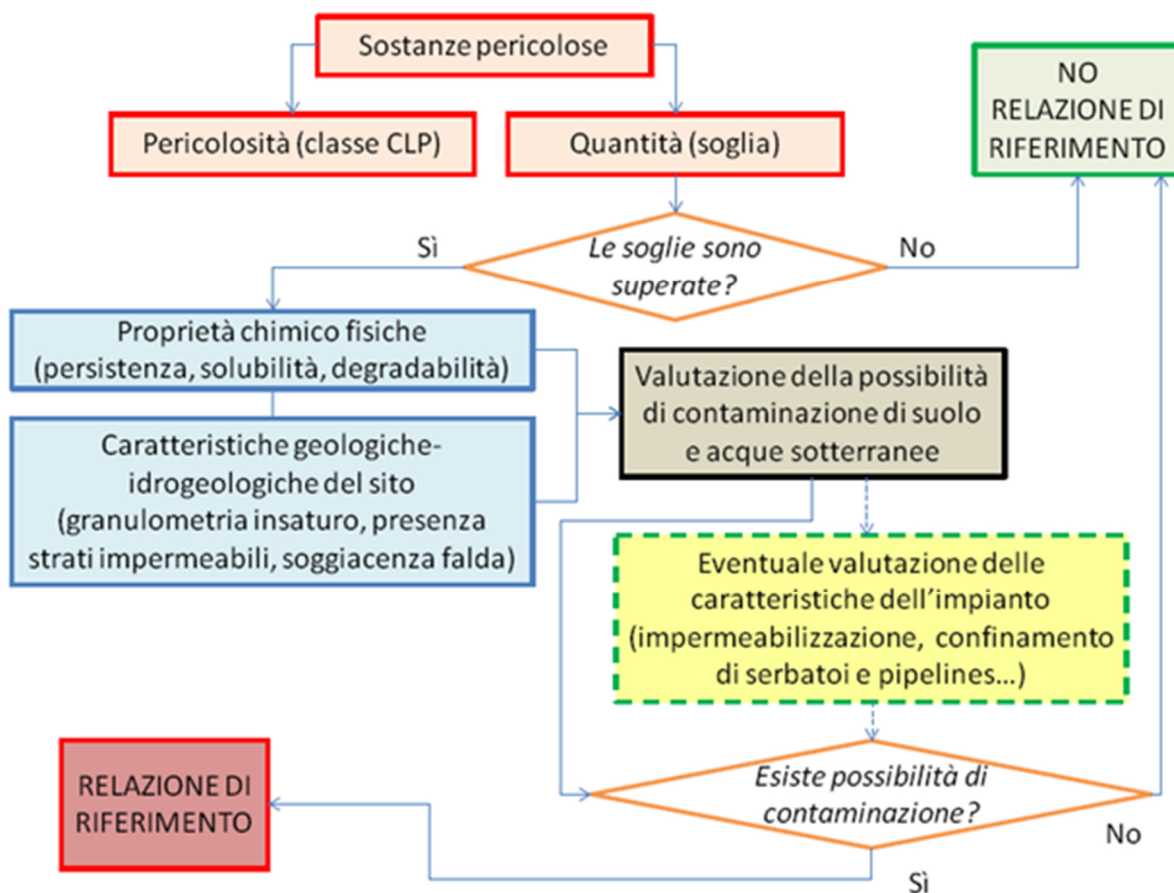 Sostanze pericolose
NO
RELAZIONE DI
RIFERIMENTO
Pericolosità (classe CLP)
Quantità (soglia)
Sì
Le soglie sono
superate?
No
Proprietà chimico fisiche
(persistenza, solubilità, degradabilità)
Valutazione della possibilità
di contaminazione di suolo
e acque sotterranee
Caratteristiche geologiche-
idrogeologiche del sito
(granulometria insaturo, presenza
strati impermeabili, soggiacenza falda)
Eventuale valutazione delle
caratteristiche dell'impianto
(impermeabilizzazione, confinamento
di serbatoi e pipelines...)
RELAZIONE DI
RIFERIMENTO
Esiste possibilità di
contaminazione?
No
Sì